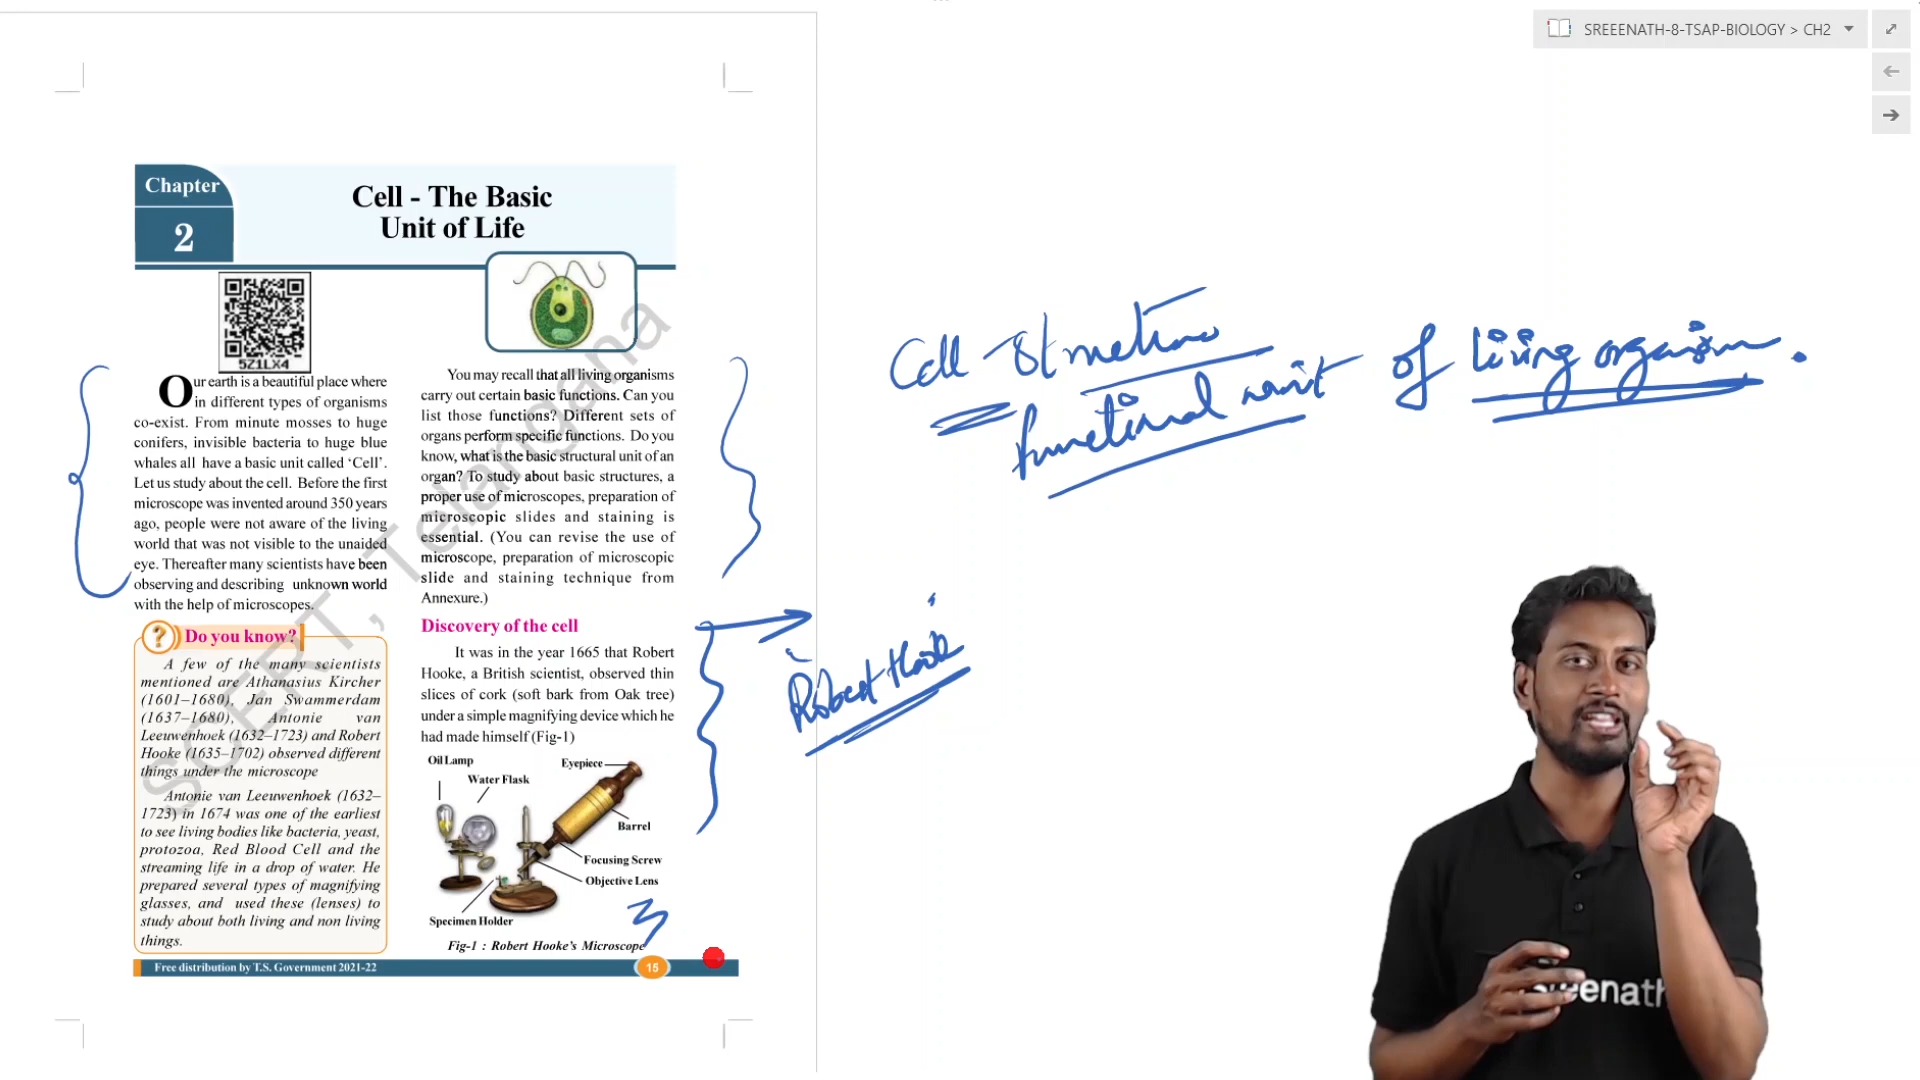 SREEENATH-8-TSAP-BIOLOGY > CH2
Chapter
2
Cell - The Basic
Unit of Life
5Z1LX4
Our earth is a beautiful place where
in different types of organisms
co-exist. From minute mosses to huge
conifers, invisible bacteria to huge blue
whales all have a basic unit called ‘Cell’.
Let us study about the cell. Before the first
microscope was invented around 350 years
ago, people were not aware of the living
world that was not visible to the unaided
eye. Thereafter many scientists have been
observing and describing unknown world
with the help of microscopes.
Do you know?
A few of the many scientists
mentioned are Athanasius Kircher
(1601–1680), Jan Swammerdam
(1637–1680), Antonie van
Leeuwenhoek (1632–1723) and Robert
Hooke (1635–1702) observed different
things under the microscope
Antonie van Leeuwenhoek (1632–
1723) in 1674 was one of the earliest
to see living bodies like bacteria, yeast,
protozoa, Red Blood Cell and the
streaming life in a drop of water. He
prepared several types of magnifying
glasses, and used these (lenses) to
study about both living and non living
things.
You may recall that all living organisms
carry out certain basic functions. Can you
list those functions? Different sets of
organs perform specific functions. Do you
know, what is the basic structural unit of an
organ? To study about basic structures, a
proper use of microscopes, preparation of
microscopic slides and staining is
essential. (You can revise the use of
microscope, preparation of microscopic
slide and staining technique from
Annexure.)
Discovery of the cell
It was in the year 1665 that Robert
Hooke, a British scientist, observed thin
slices of cork (soft bark from Oak tree)
under a simple magnifying device which he
had made himself (Fig-1)
Oil Lamp
Water Flask
Eyepiece
Barrel
Focusing Screw
Objective Lens
Specimen Holder
Fig-1 : Robert Hooke's Microscope
Free distribution by T.S. Government 2021-22
15
SCERT, Telangana
Cell
functional unit of living organism.
Robert Hook